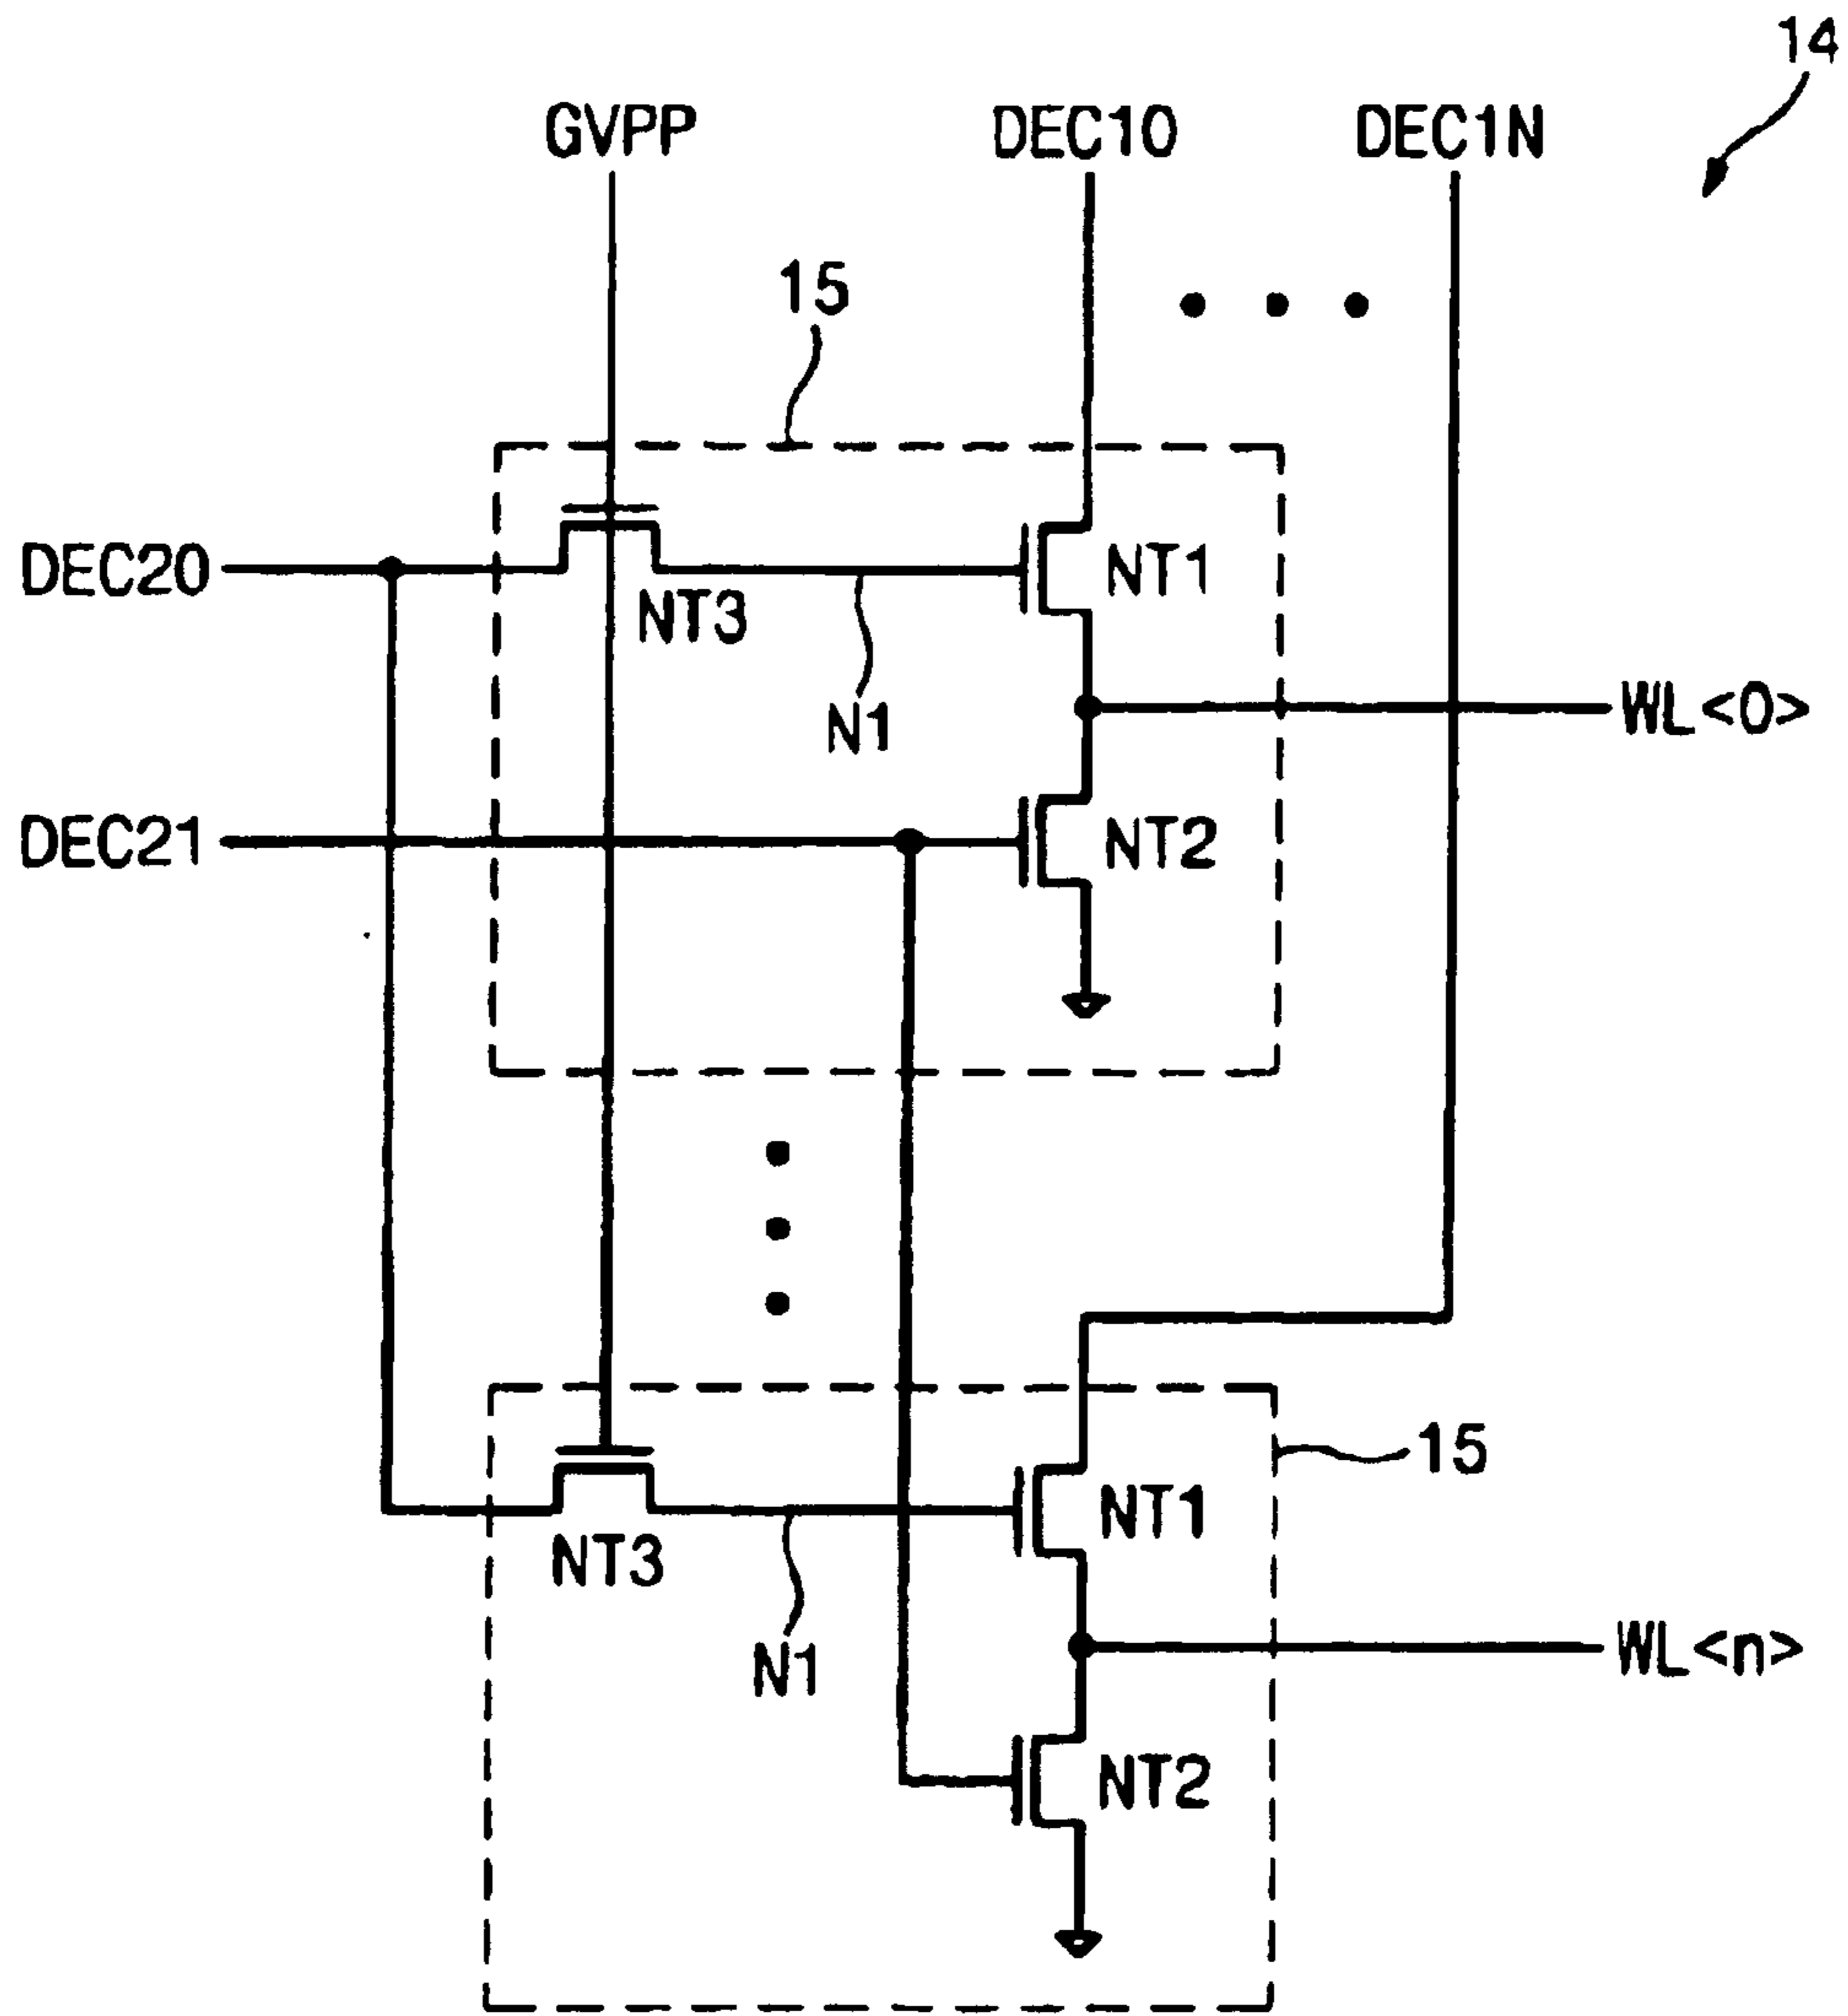 14
GVPP DEC10 DEC1N
15
DEC20 NT3 NT1
N1
WL<0>
DEC21 NT2
15
NT3 NT1
N1
WL<n>
NT2